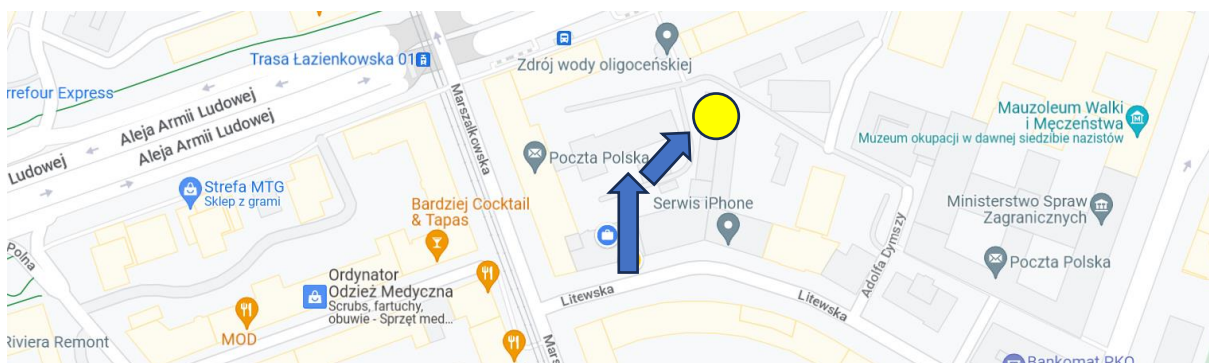 Trasa Łazienkowska 01
Zdrój wody oligoceńskiej
rrefour Express
Aleja Armii Ludowej
Aleja Armii Ludowej
Ludowej
Marszałkowska
Mauzoleum Walki
i Męczeństwa
Muzeum okupacji w dawnej siedzibie nazistów
Poczta Polska
Strefa MTG
Sklep z grami
Bardziej Cocktail
& Tapas
Serwis iPhone
Ministerstwo Spraw
Zagranicznych
Adolfa Dymszy
Polna
Poczta Polska
Ordynator
Odzież Medyczna
Scrubs, fartuchy,
obuwie - Sprzęt med...
Litewska
Litewska
MOD
Riviera Remont
Mars
Bankomat PKO